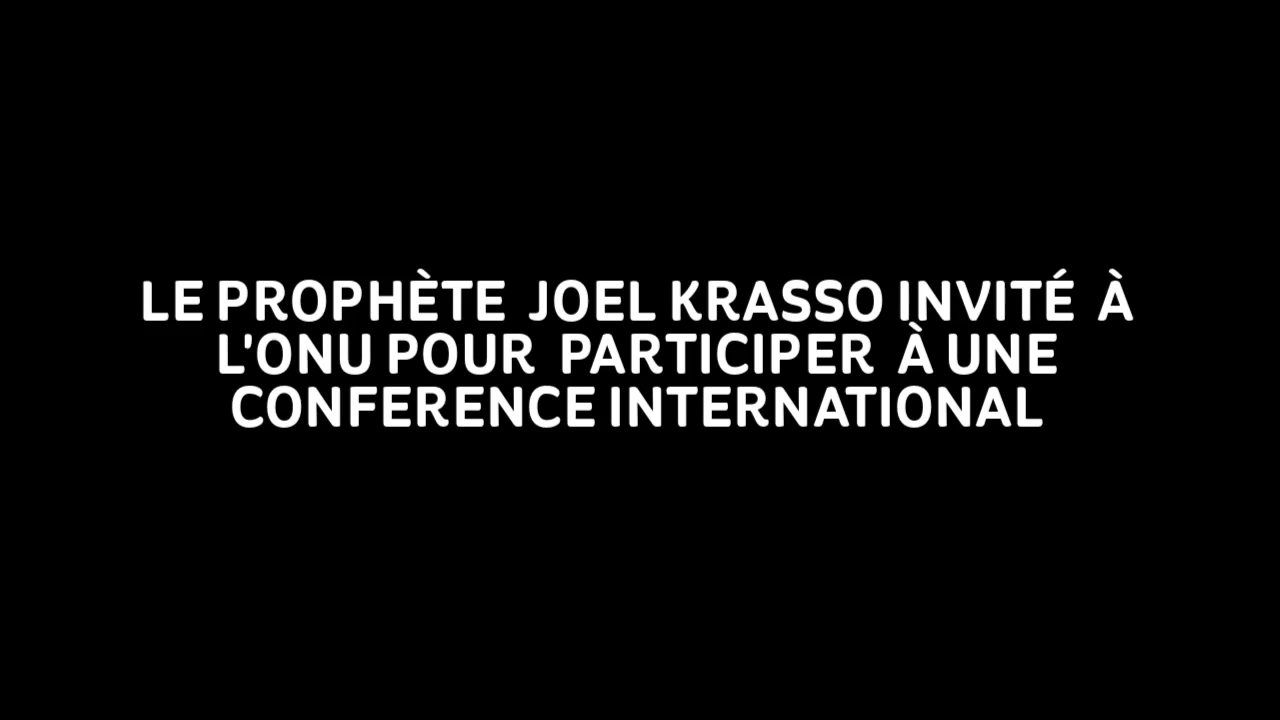 LE PROPHÈTE JOEL KRASSO INVITÉ À
L'ONU POUR PARTICIPER À UNE
CONFERENCE INTERNATIONAL